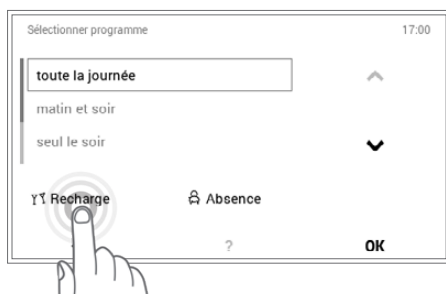 Sélectionner programme 17:00
toute la journée
matin et soir
seul le soir
Recharge Absence
? OK